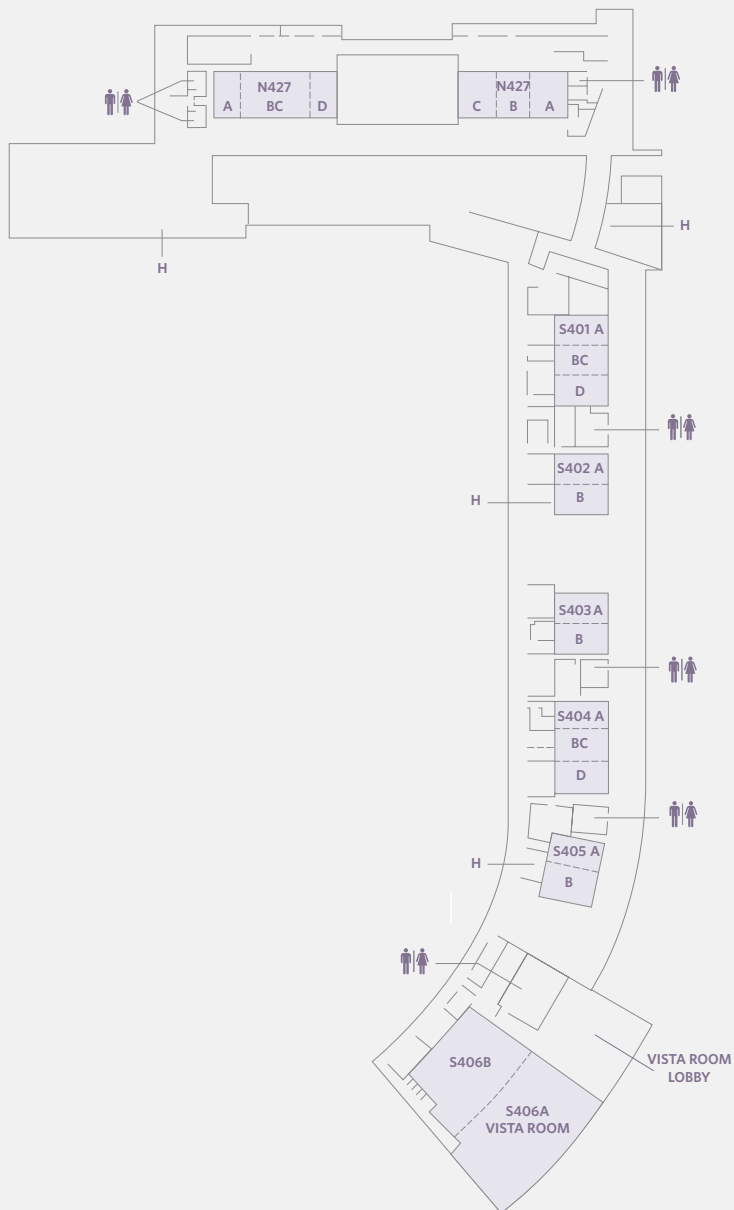 N427
A BC D
N427
C B A
H
H
S401 A
BC
D
S402 A
B
H
S403 A
B
S404 A
BC
D
S405 A
B
H
S406B
S406A
VISTA ROOM
VISTA ROOM
LOBBY